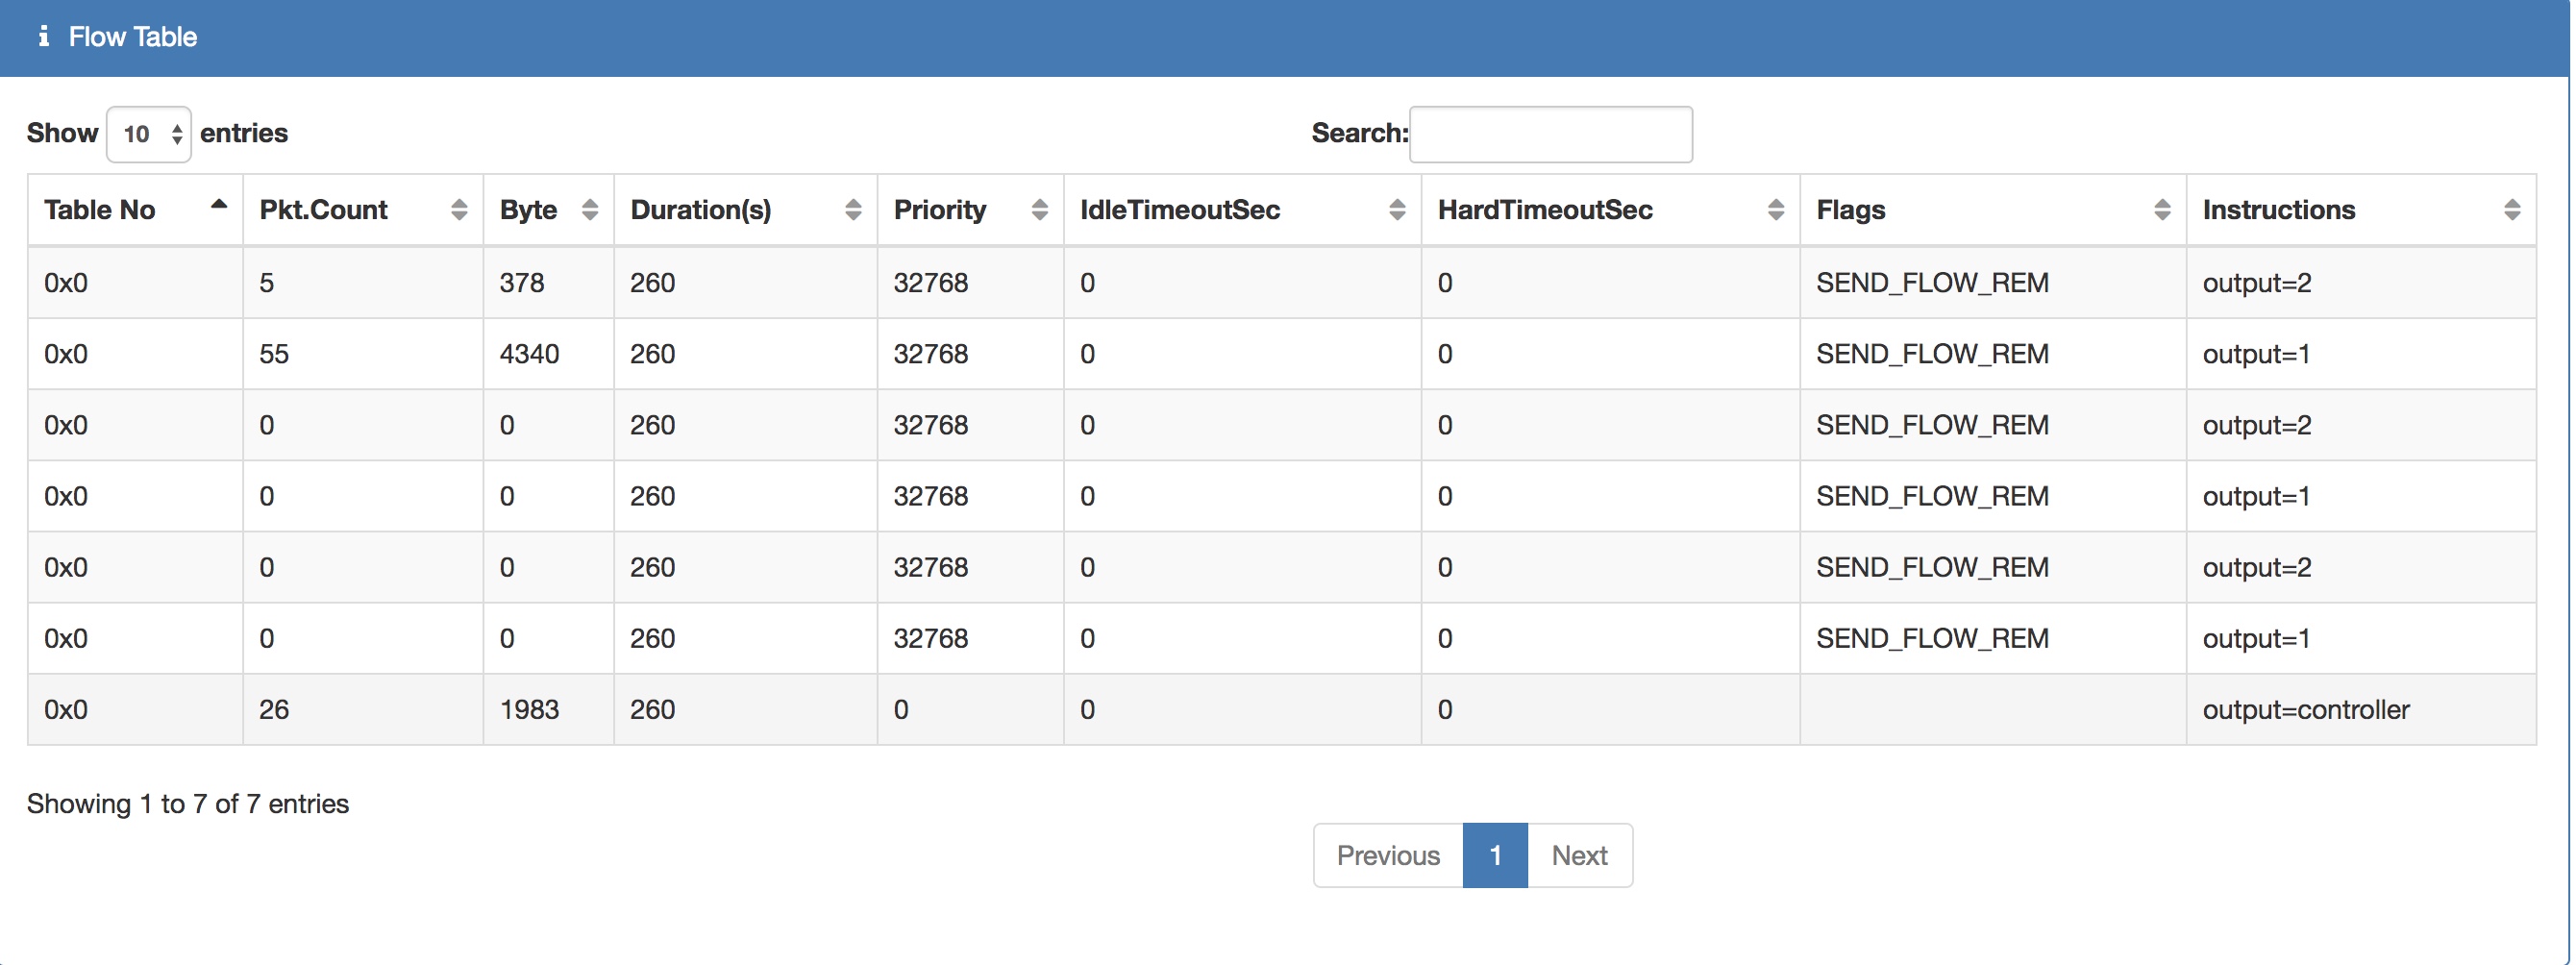 Flow Table
Show 10 entries Search:
Table No Pkt.Count Byte Duration(s) Priority IdleTimeoutSec HardTimeoutSec Flags Instructions
0x0 5 378 260 32768 0 0 SEND_FLOW_REM output=2
0x0 55 4340 260 32768 0 0 SEND_FLOW_REM output=1
0x0 0 0 260 32768 0 0 SEND_FLOW_REM output=2
0x0 0 0 260 32768 0 0 SEND_FLOW_REM output=1
0x0 0 0 260 32768 0 0 SEND_FLOW_REM output=2
0x0 0 0 260 32768 0 0 SEND_FLOW_REM output=1
0x0 26 1983 260 0 0 0 output=controller
Showing 1 to 7 of 7 entries
Previous 1 Next